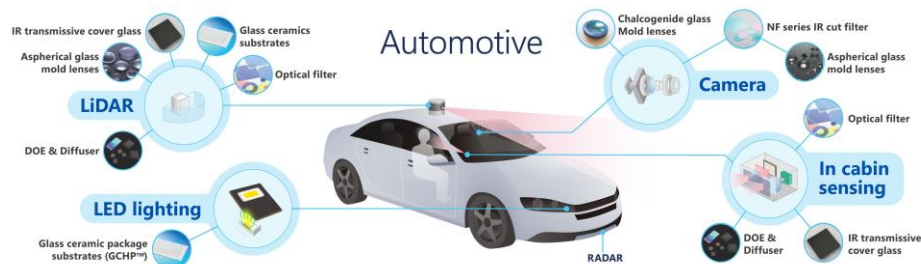 Automotive
IR transmissive cover glass
Glass ceramics
substrates
Aspherical glass
mold lenses
Optical filter
LiDAR
DOE & Diffuser
LED lighting
Glass ceramic package
substrates (GCHP™)
Chalcogenide glass
Mold lenses
NF series IR cut filter
Aspherical glass
mold lenses
Camera
Optical filter
In cabin
sensing
DOE &
Diffuser
IR transmissive
cover glass
RADAR